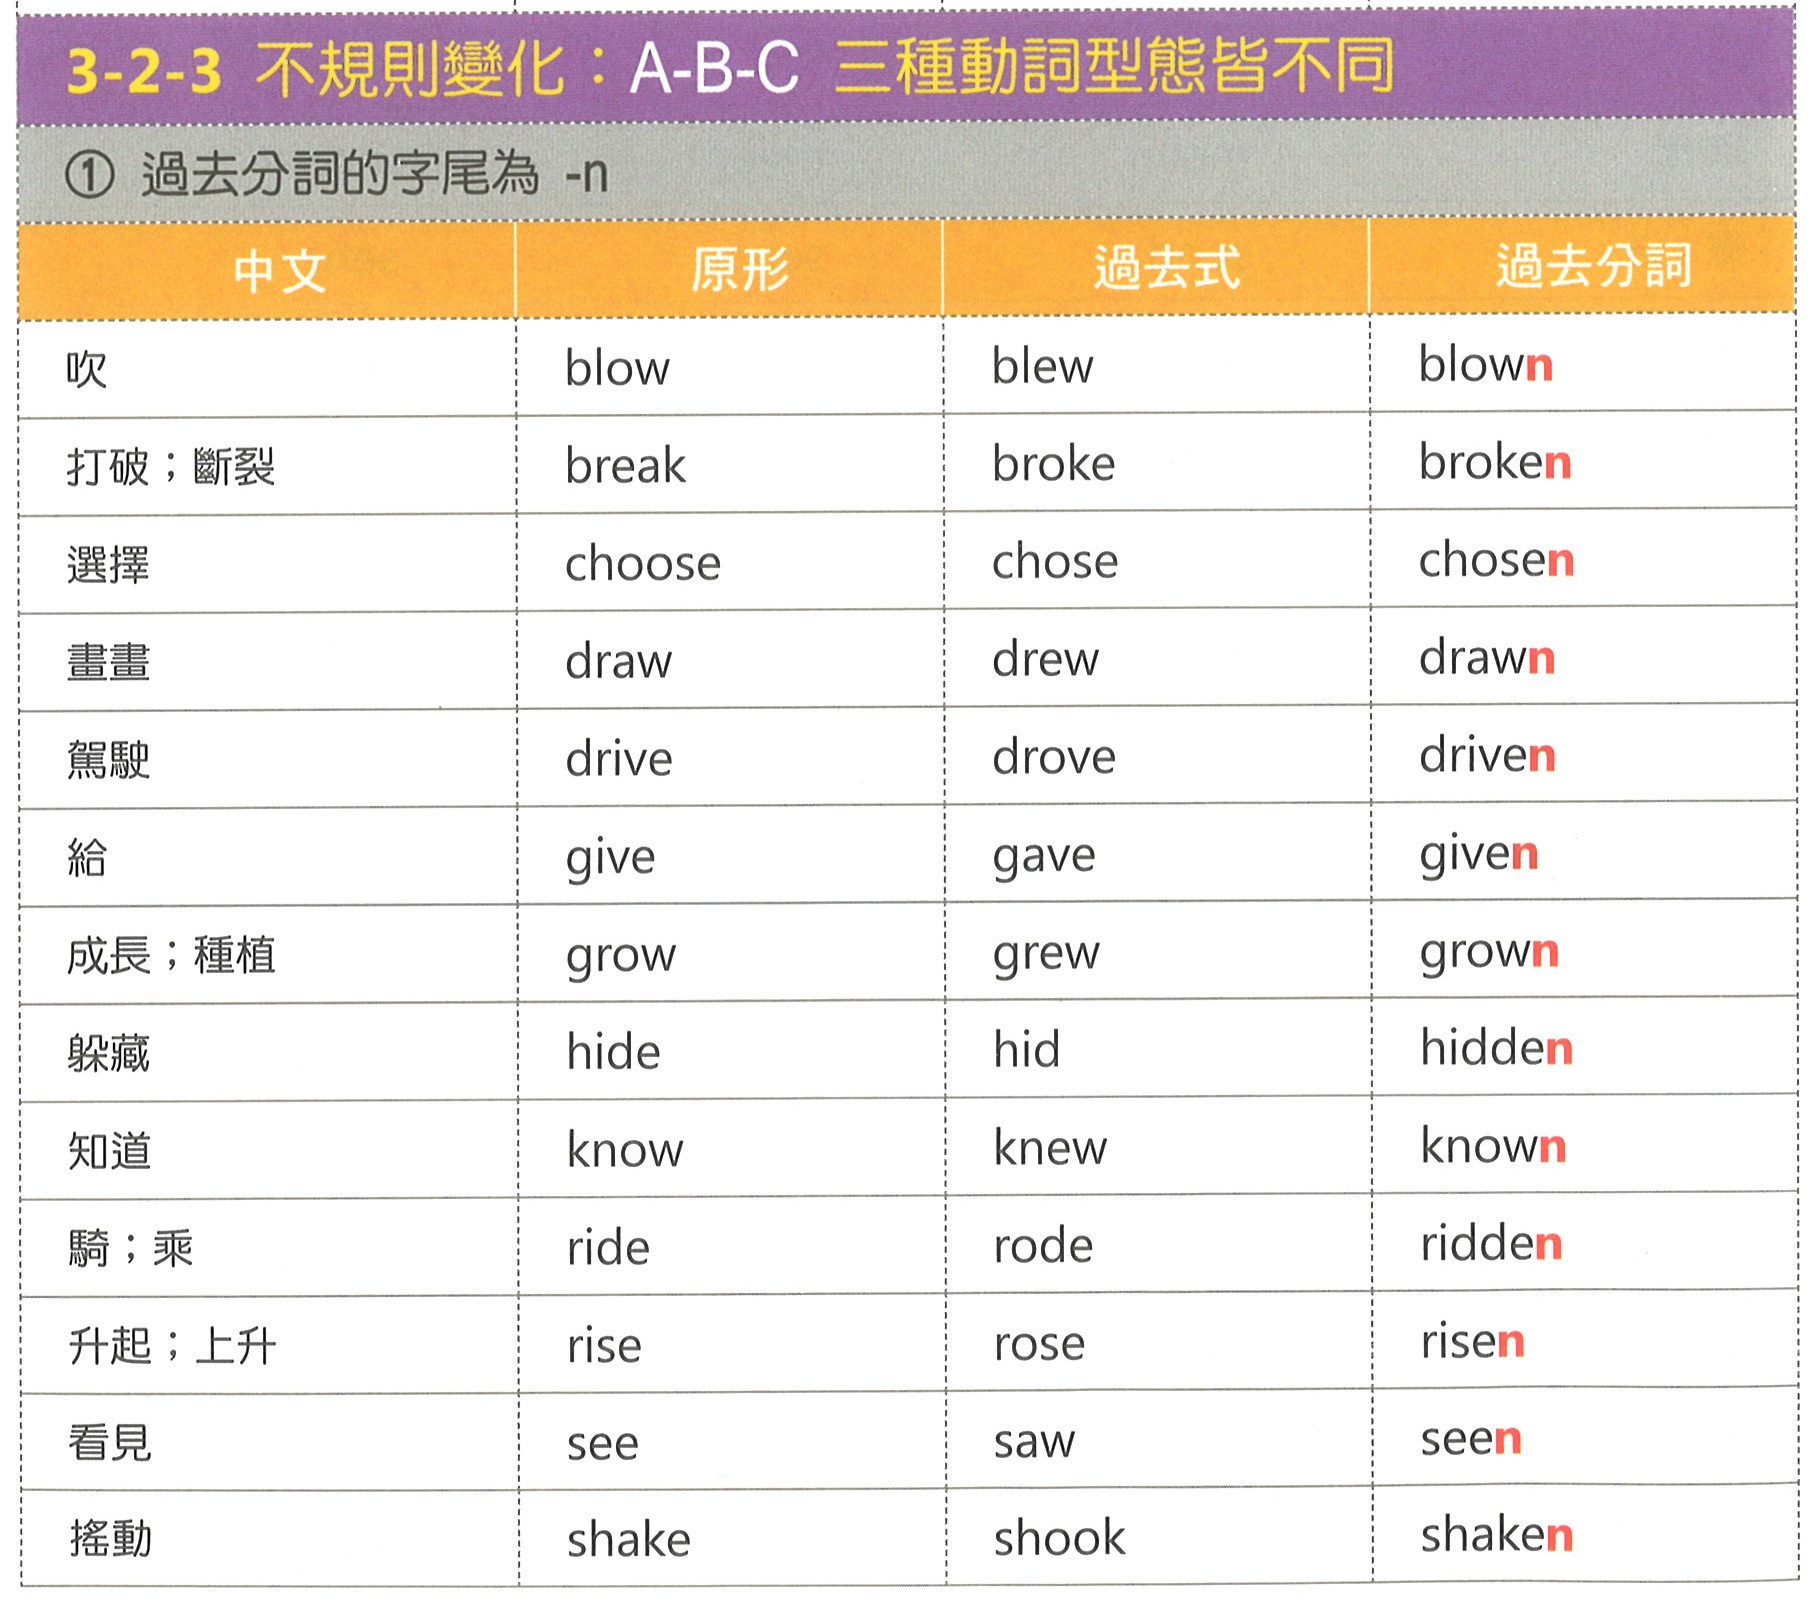 3-2-3 不規則變化：A-B-C 三種動詞型態皆不同
① 過去分詞的字尾為 -n
中文 原形 過去式 過去分詞
吹 blow blew blown
打破；斷裂 break broke broken
選擇 choose chose chosen
畫畫 draw drew drawn
駕駛 drive drove driven
給 give gave given
成長；種植 grow grew grown
躲藏 hide hid hidden
知道 know knew known
騎；乘 ride rode ridden
升起；上升 rise rose risen
看見 see saw seen
搖動 shake shook shaken